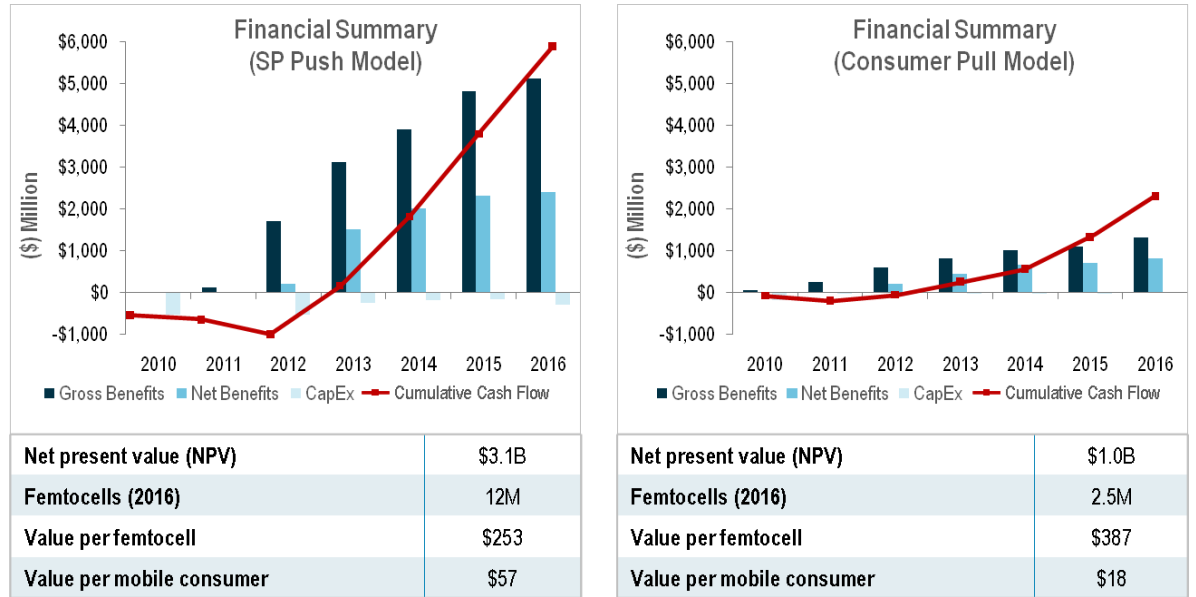 Financial Summary
(SP Push Model)
($) Million
$6,000
$5,000
$4,000
$3,000
$2,000
$1,000
$0
-$1,000
2010 2011 2012 2013 2014 2015 2016
Gross Benefits Net Benefits CapEx Cumulative Cash Flow
Net present value (NPV) $3.1B
Femtocells (2016) 12M
Value per femtocell $253
Value per mobile consumer $57
Financial Summary
(Consumer Pull Model)
($) Million
$6,000
$5,000
$4,000
$3,000
$2,000
$1,000
$0
-$1,000
2010 2011 2012 2013 2014 2015 2016
Gross Benefits Net Benefits CapEx Cumulative Cash Flow
Net present value (NPV) $1.0B
Femtocells (2016) 2.5M
Value per femtocell $387
Value per mobile consumer $18